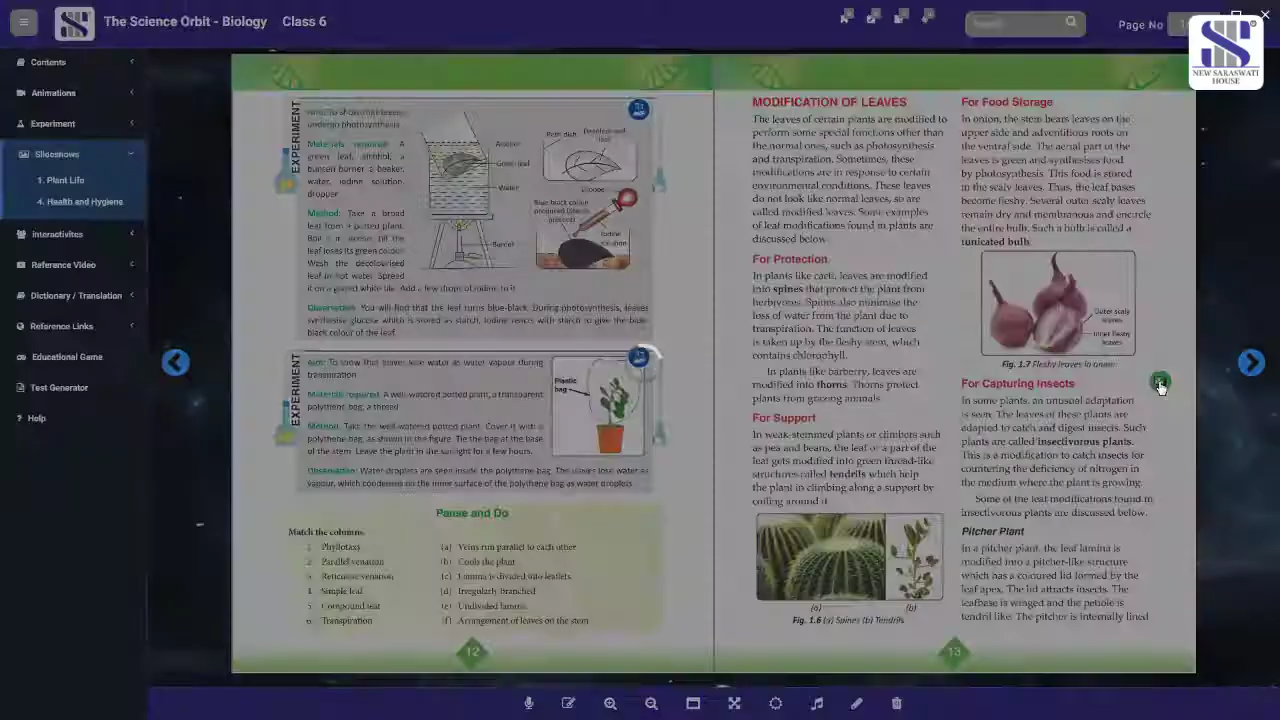 The Science Orbit - Biology Class 6
Search
Page No
NEW SARASWATI
HOUSE
Contents
Animations
Experiment
Slideshows
1. Plant Life
4. Health and Hygiene
Interactivites
Reference Video
Dictionary / Translation
Reference Links
Educational Game
Test Generator
Help
EXPERIMENT
undergo photosynthesis
Materials required: A
green leaf, alcohol, a
bunsen burner, a beaker,
water, iodine solution,
dropper
Method: Take a broad
leaf from a potted plant.
Boil it in till the
leaf loses its green colour.
Wash the decolourised
leaf in hot water. Spread
it on a glazed white tile. Add a few drops of iodine to it.
Observation: You will find that the leaf turns blue-black. During photosynthesis, leaves
synthesise glucose which is stored as starch. Iodine reacts with starch to give the blue-
black colour of the leaf.
Green leaf
Water
Burner
Petri dish
Decolourised
leaf
Dropper
Blue-black colour
produced (starch
present)
Iodine
solution
EXPERIMENT
Aim: To show that leaves lose water as water vapour during
transpiration
Materials required: A well-watered potted plant, a transparent
polythene bag, a thread
Method: Take the well-watered potted plant. Cover it with a
polythene bag, as shown in the figure. Tie the bag at the base
of the stem. Leave the plant in the sunlight for a few hours.
Observation: Water droplets are seen inside the polythene bag. The leaves lose water as
vapour, which condenses on the inner surface of the polythene bag as water droplets.
Plastic
bag
Pause and Do
Match the columns.
1. Phyllotaxy (a) Veins run parallel to each other
2. Parallel venation (b) Cools the plant
3. Reticulate venation (c) Lamina is divided into leaflets
4. Simple leaf (d) Irregularly branched
5. Compound leaf (e) Undivided lamina
6. Transpiration (f) Arrangement of leaves on the stem
12
MODIFICATION OF LEAVES
The leaves of certain plants are modified to
perform some special functions other than
the normal ones, such as photosynthesis
and transpiration. Sometimes, these
modifications are in response to certain
environmental conditions. These leaves
do not look like normal leaves, so are
called modified leaves. Some examples
of leaf modifications found in plants are
discussed below.
For Protection
In plants like cacti, leaves are modified
into spines that protect the plant from
herbivores. Spines also minimise the
loss of water from the plant due to
transpiration. The function of leaves
is taken up by the fleshy stem, which
contains chlorophyll.
In plants like barberry, leaves are
modified into thorns. Thorns protect
plants from grazing animals.
For Support
In weak-stemmed plants or climbers such
as pea and beans, the leaf or a part of the
leaf gets modified into green thread-like
structures called tendrils which help
the plant in climbing along a support by
coiling around it.
(a) (b)
Fig. 1.6 (a) Spines (b) Tendrils
For Food Storage
In onion, the stem bears leaves on the
upper side and adventitious roots on
the ventral side. The aerial part of the
leaves is green and synthesises food
by photosynthesis. This food is stored
in the scaly leaves. Thus, the leaf bases
become fleshy. Several outer scaly leaves
remain dry and membranous and encircle
the entire bulb. Such a bulb is called a
tunicated bulb.
Outer scaly
leaves
Inner fleshy
leaves
Fig. 1.7 Fleshy leaves in onion
For Capturing Insects
In some plants, an unusual adaptation
is seen. The leaves of these plants are
adapted to catch and digest insects. Such
plants are called insectivorous plants.
This is a modification to catch insects for
countering the deficiency of nitrogen in
the medium where the plant is growing.
Some of the leaf modifications found in
insectivorous plants are discussed below.
Pitcher Plant
In a pitcher plant, the leaf lamina is
modified into a pitcher-like structure
which has a coloured lid formed by the
leaf apex. The lid attracts insects. The
leafbase is winged and the petiole is
tendril like. The pitcher is internally lined
13